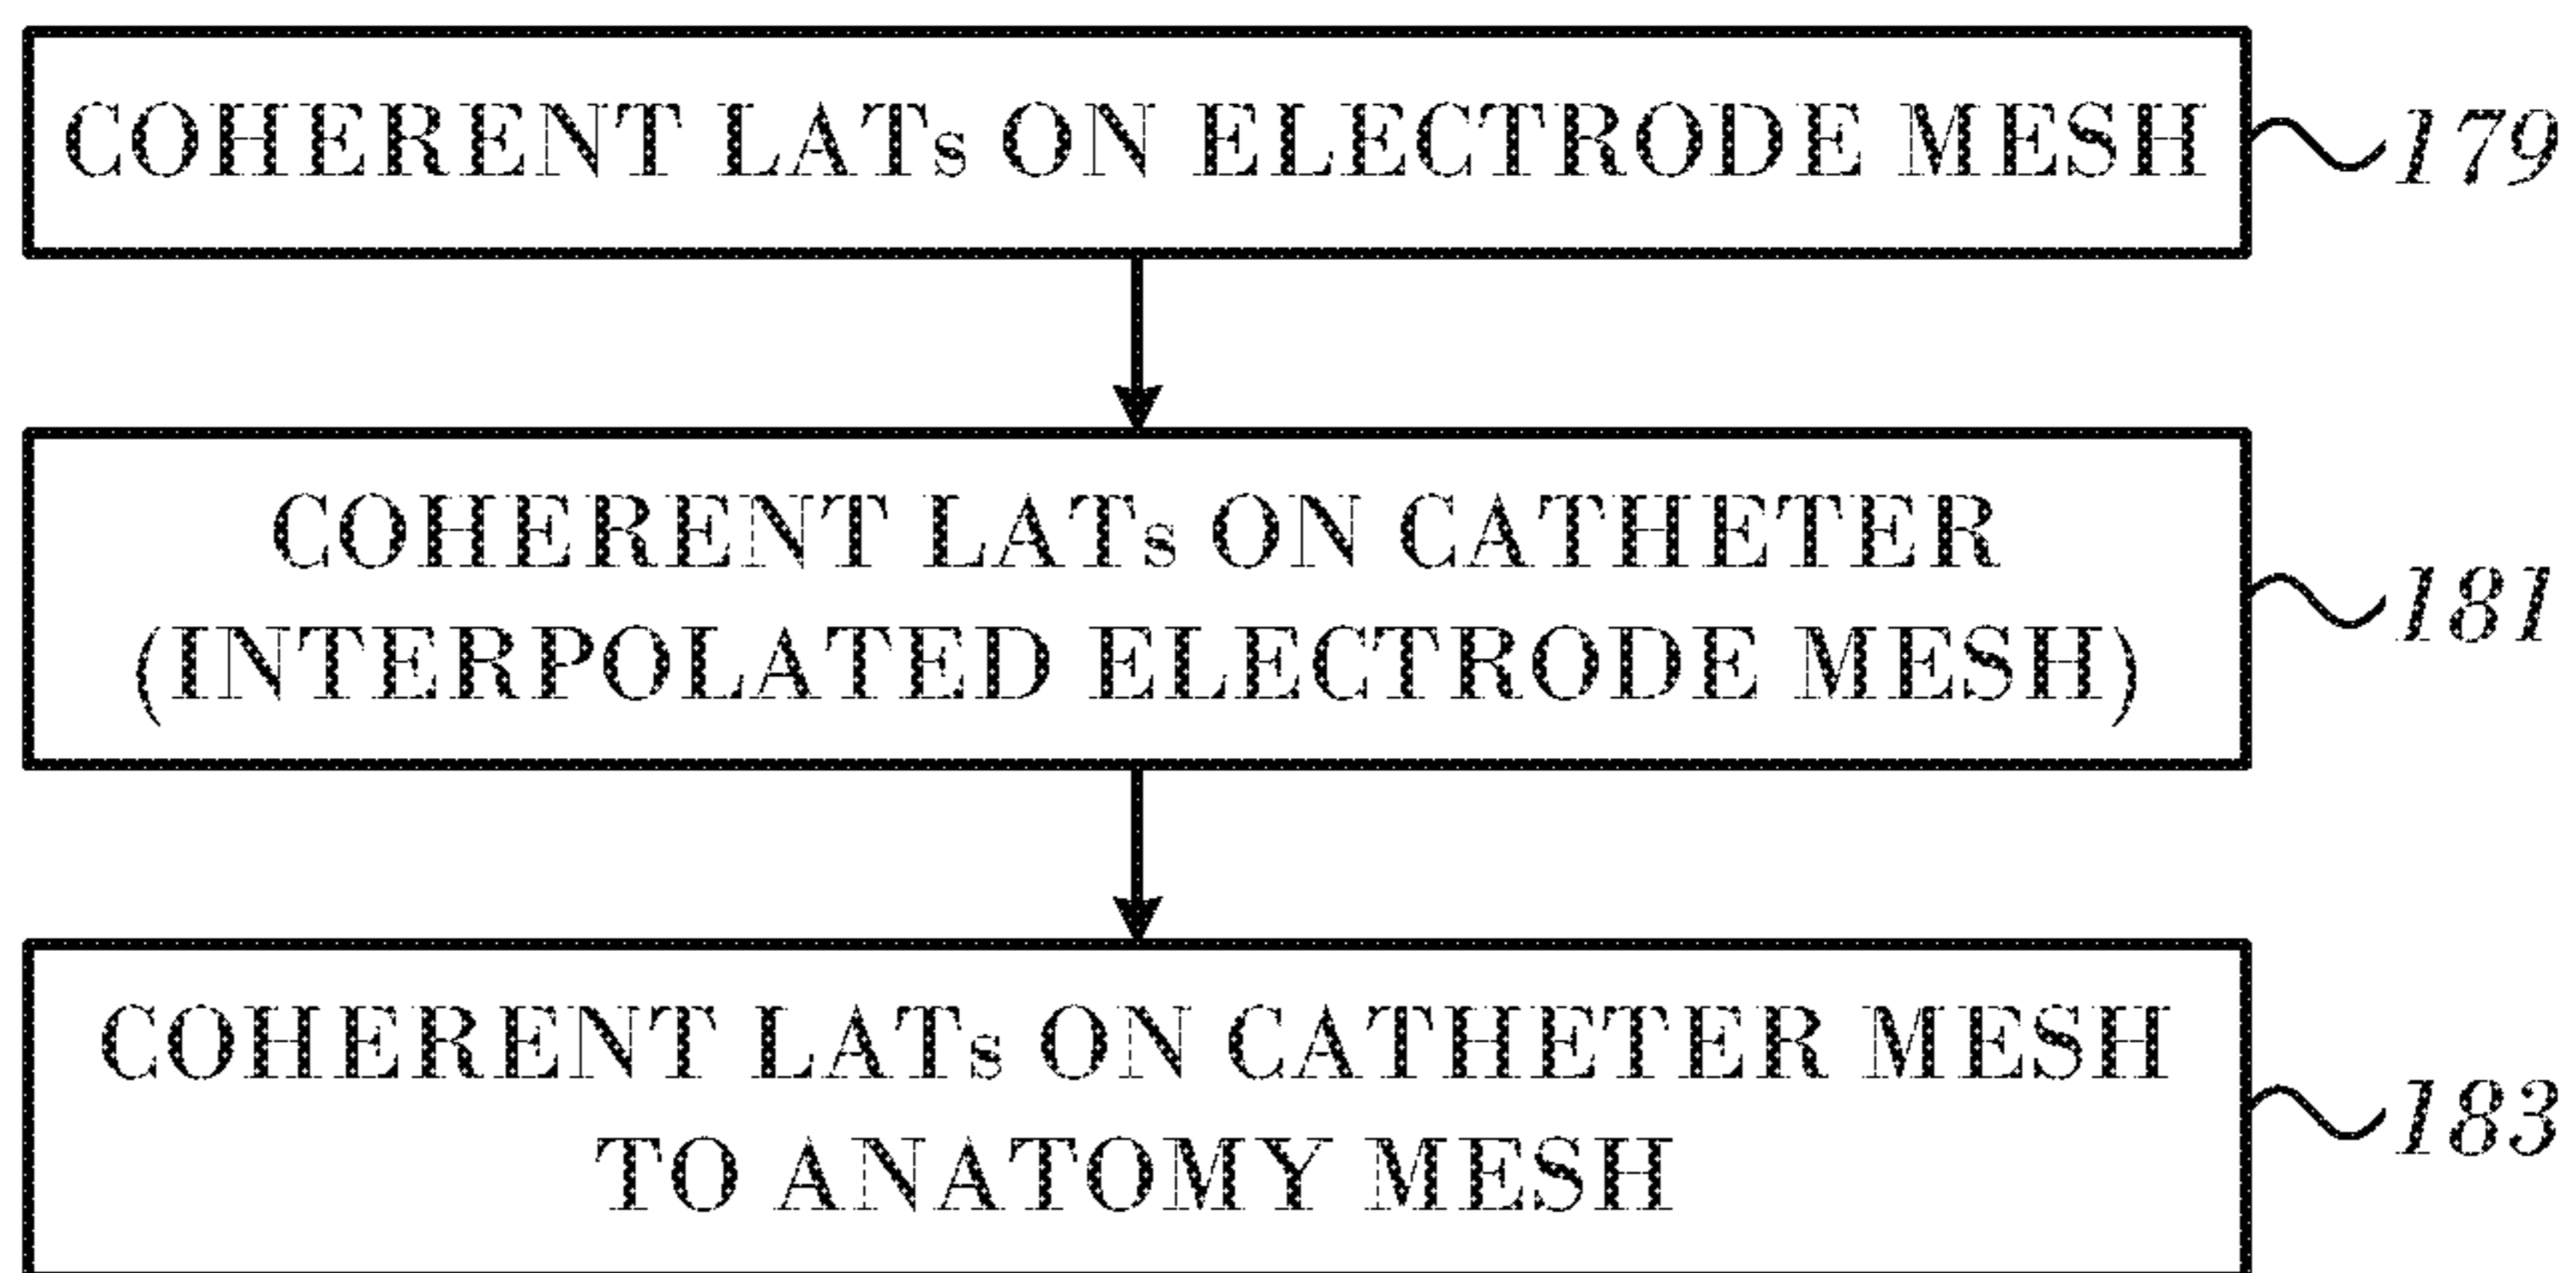 COHERENT LATs ON ELECTRODE MESH
179
COHERENT LATs ON CATHETER
(INTERPOLATED ELECTRODE MESH)
181
COHERENT LATs ON CATHETER MESH
TO ANATOMY MESH
183